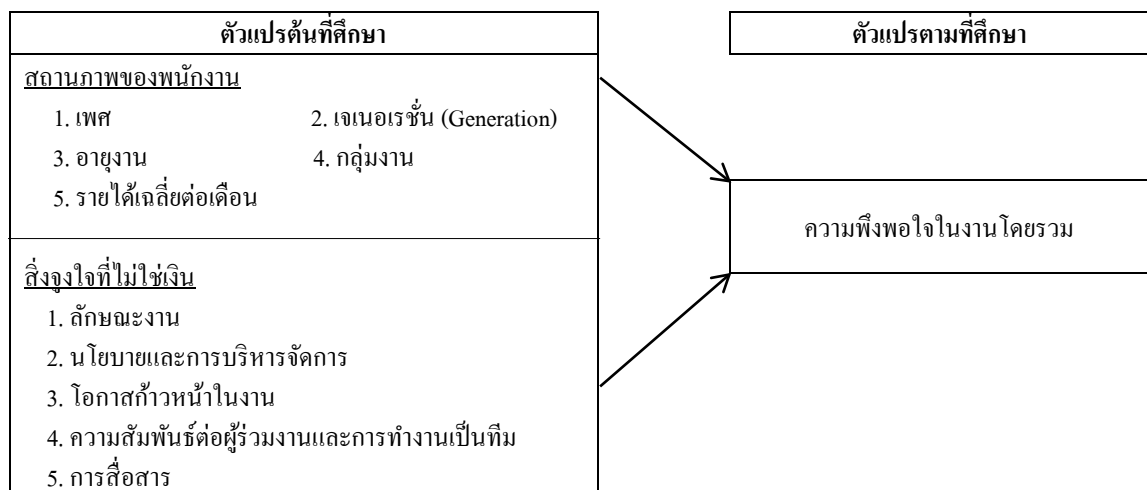 ตัวแปรต้นที่ศึกษา
ตัวแปรตามที่ศึกษา
สถานภาพของพนักงาน
1. เพศ 2. เจเนอเรชั่น (Generation)
3. อายุงาน 4. กลุ่มงาน
5. รายได้เฉลี่ยต่อเดือน
ความพึงพอใจในงานโดยรวม
สิ่งจูงใจที่ไม่ใช่เงิน
1. ลักษณะงาน
2. นโยบายและการบริหารจัดการ
3. โอกาสก้าวหน้าในงาน
4. ความสัมพันธ์ต่อผู้ร่วมงานและการทำงานเป็นทีม
5. การสื่อสาร